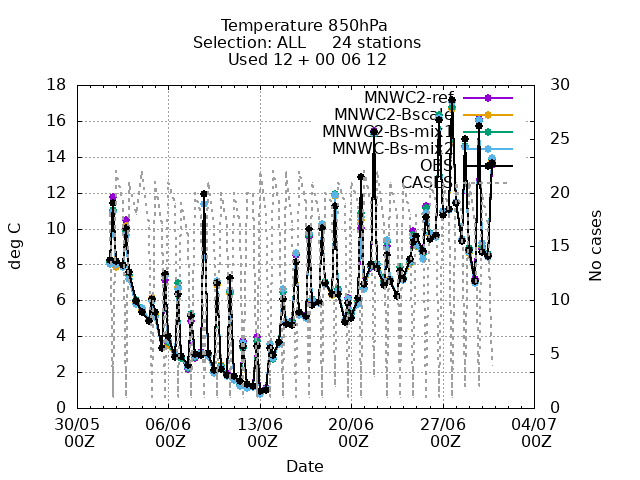 Temperature 850hPa
Selection: ALL 24 stations
Used 12 + 00 06 12
18
16
14
12
10
8
6
4
2
0
30
25
20
15
10
5
0
deg C
No cases
MNWC2-ref
MNWC2-Bscale
MNWC2-Bs-mix1
MNWC-Bs-mix2
OBS
CASES
30/05 00Z
06/06 00Z
13/06 00Z
20/06 00Z
27/06 00Z
04/07 00Z
Date